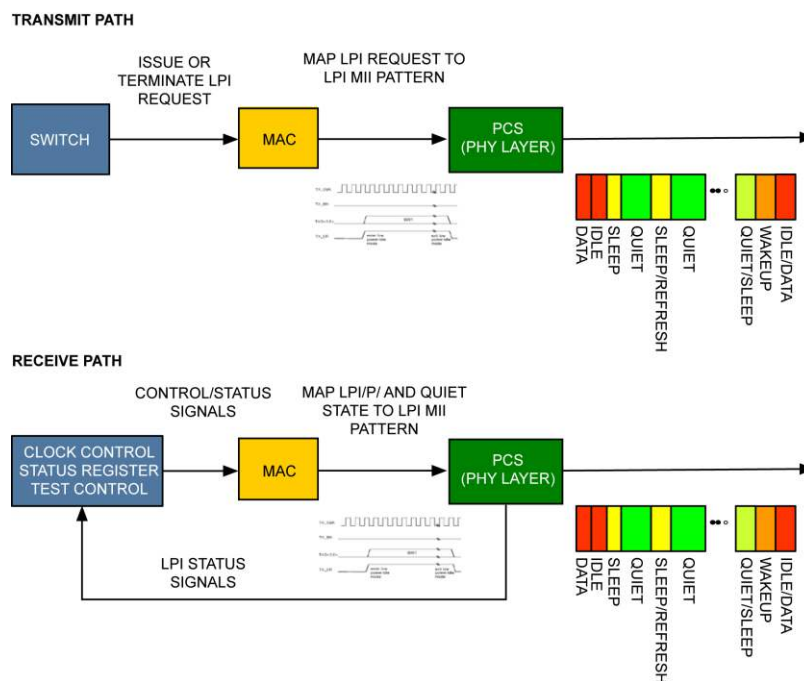 TRANSMIT PATH
ISSUE OR
TERMINATE LPI
REQUEST
MAP LPI REQUEST TO
LPI MII PATTERN
SWITCH
MAC
PCS
(PHY LAYER)
DATA
IDLE
SLEEP
QUIET
SLEEP/REFRESH
QUIET
QUIET/SLEEP
WAKEUP
IDLE/DATA
RECEIVE PATH
CONTROL/STATUS
SIGNALS
MAP LPI/P/ AND QUIET
STATE TO LPI MII
PATTERN
CLOCK CONTROL
STATUS REGISTER
TEST CONTROL
MAC
PCS
(PHY LAYER)
LPI STATUS
SIGNALS
DATA
IDLE
SLEEP
QUIET
SLEEP/REFRESH
QUIET
QUIET/SLEEP
WAKEUP
IDLE/DATA